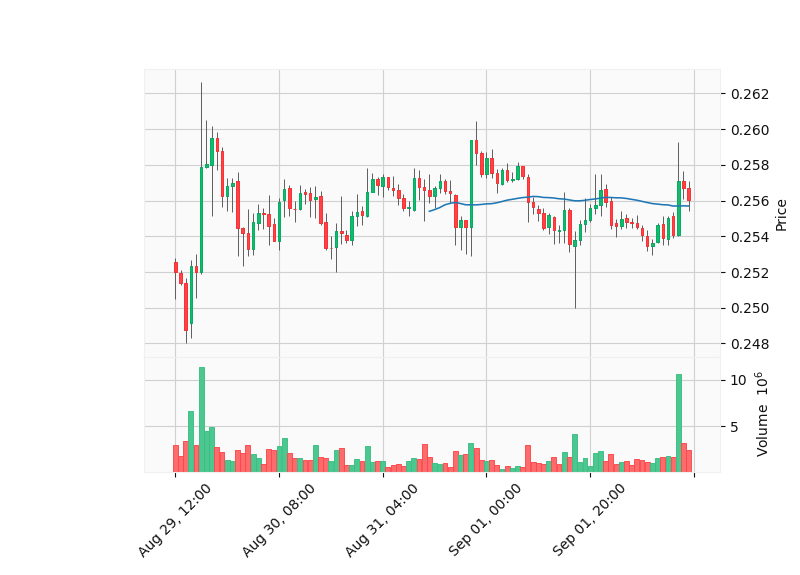 0.262
0.260
0.258
0.256
0.254
0.252
0.250
0.248
Price
10
5
Volume 10⁶
Aug 29, 12:00
Aug 30, 08:00
Aug 31, 04:00
Sep 01, 00:00
Sep 01, 20:00